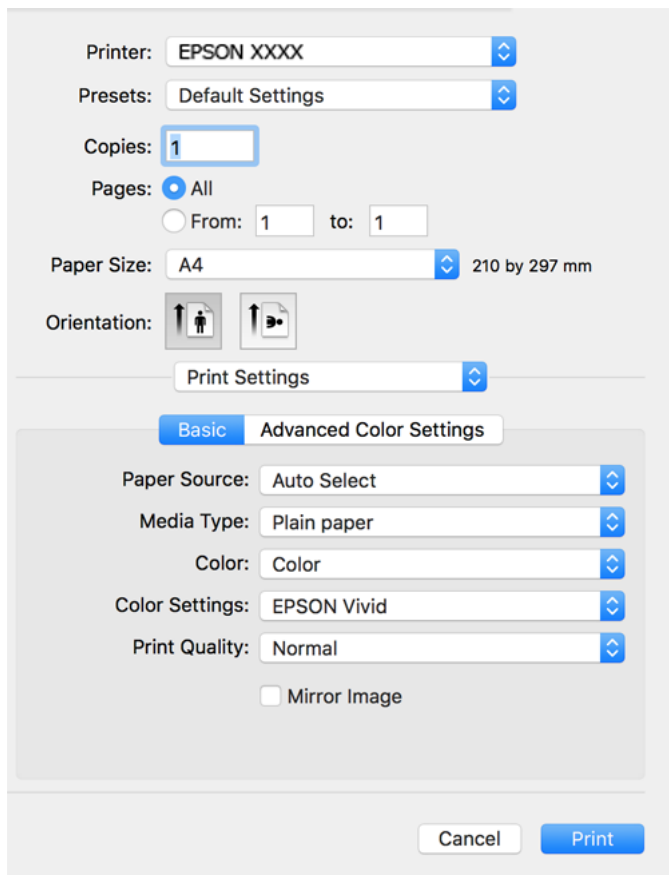 Printer: EPSON XXXX
Presets: Default Settings
Copies: 1
Pages: All
From: 1 to: 1
Paper Size: A4 210 by 297 mm
Orientation:
Print Settings
Basic Advanced Color Settings
Paper Source: Auto Select
Media Type: Plain paper
Color: Color
Color Settings: EPSON Vivid
Print Quality: Normal
Mirror Image
Cancel Print